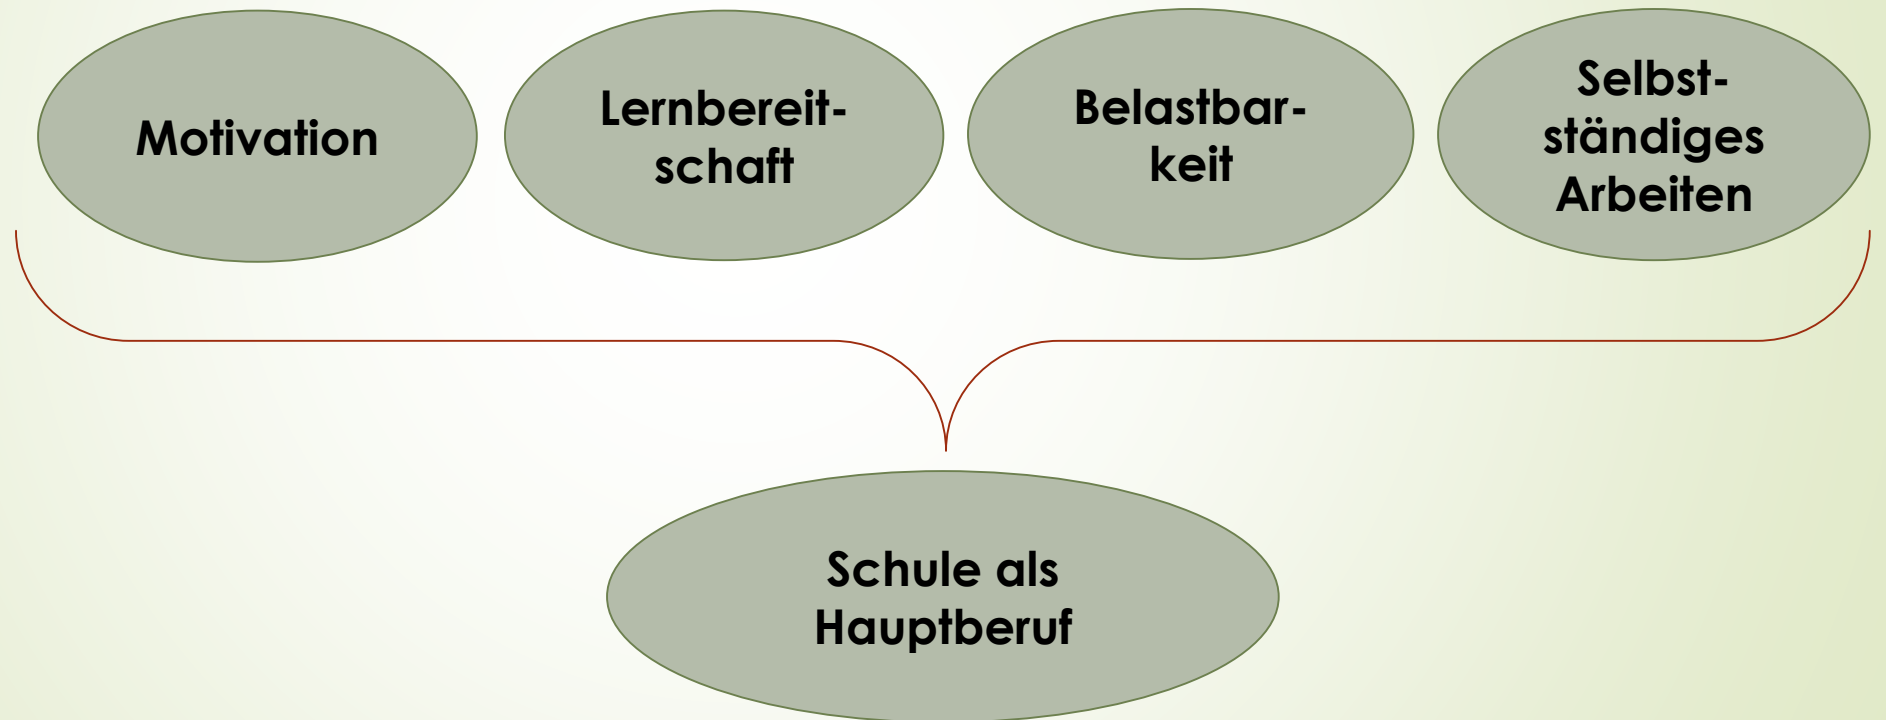 Motivation
Lernbereit-
schaft
Belastbar-
keit
Selbst-
ständiges
Arbeiten
Schule als
Hauptberuf